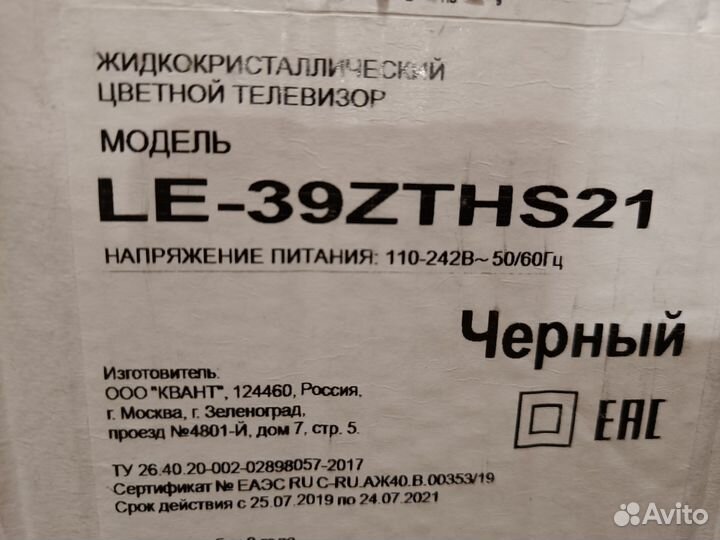 ЖИДКОКРИСТАЛЛИЧЕСКИЙ
ЦВЕТНОЙ ТЕЛЕВИЗОР
МОДЕЛЬ
LE-39ZTHS21
НАПРЯЖЕНИЕ ПИТАНИЯ: 110-242В~ 50/60Гц
Черный
Изготовитель:
ООО "КВАНТ", 124460, Россия,
г. Москва, г. Зеленоград,
проезд №4801-Й, дом 7, стр. 5.
EAC
ТУ 26.40.20-002-02898057-2017
Сертификат № ЕАЭС RU С-RU.АЖ40.В.00353/19
Срок действия с 25.07.2019 по 24.07.2021
Avito